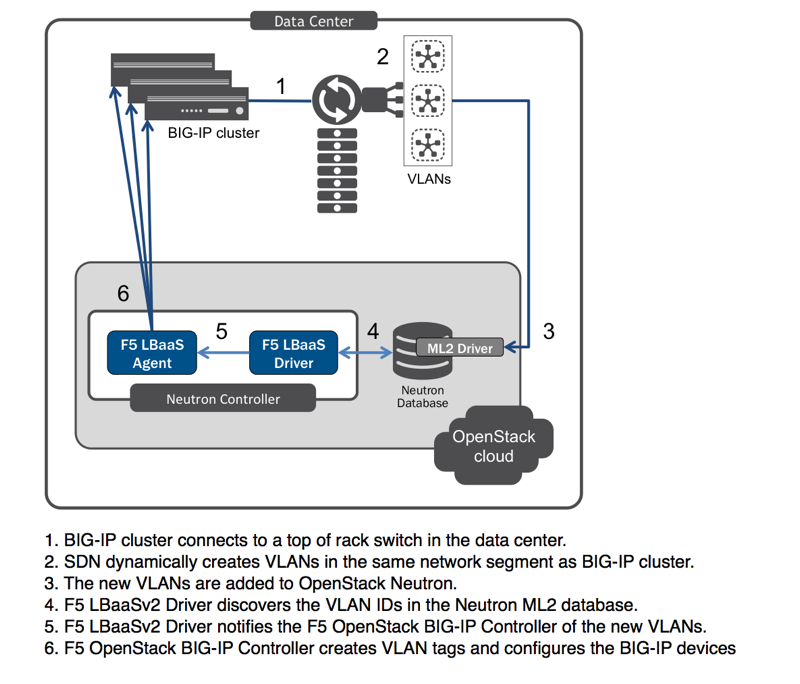 Data Center
1
2
BIG-IP cluster
VLANs
6
F5 LBaaS
Agent
5
F5 LBaaS
Driver
4
ML2 Driver
3
Neutron
Database
Neutron Controller
OpenStack
cloud
1. BIG-IP cluster connects to a top of rack switch in the data center.
2. SDN dynamically creates VLANs in the same network segment as BIG-IP cluster.
3. The new VLANs are added to OpenStack Neutron.
4. F5 LBaaSv2 Driver discovers the VLAN IDs in the Neutron ML2 database.
5. F5 LBaaSv2 Driver notifies the F5 OpenStack BIG-IP Controller of the new VLANs.
6. F5 OpenStack BIG-IP Controller creates VLAN tags and configures the BIG-IP devices